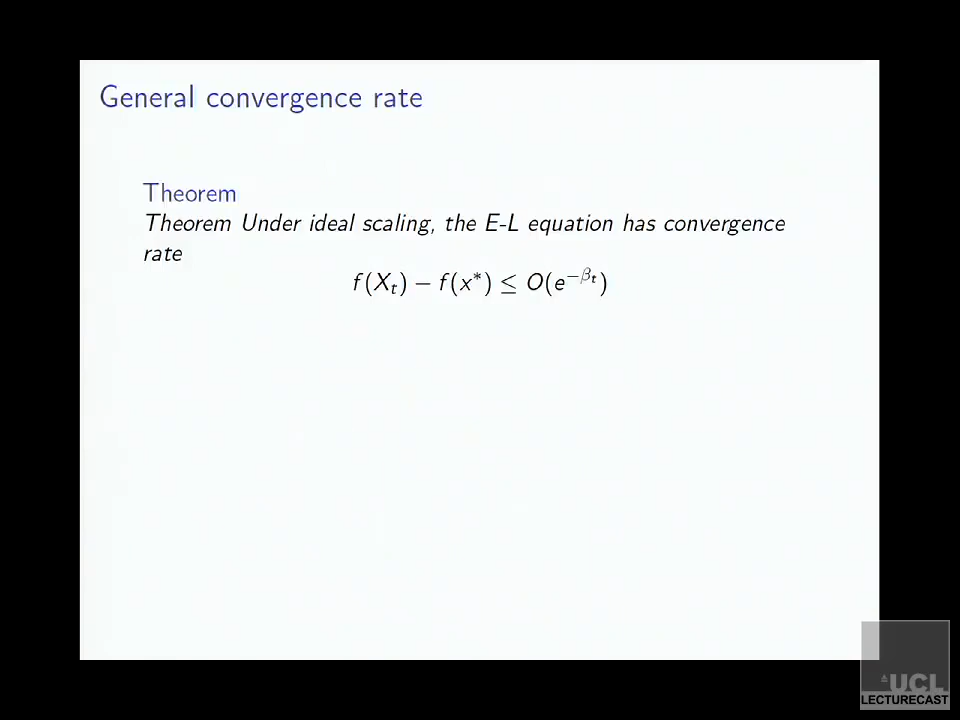 General convergence rate
Theorem
Theorem Under ideal scaling, the E-L equation has convergence
rate
f(X_t) − f(x*) ≤ O(e^{−β_t})
UCL
LECTURECAST